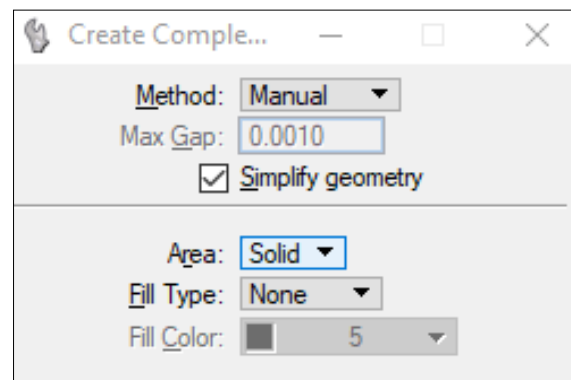 Create Comple...
Method: Manual
Max Gap: 0.0010
Simplify geometry
Area: Solid
Fill Type: None
Fill Color: 5